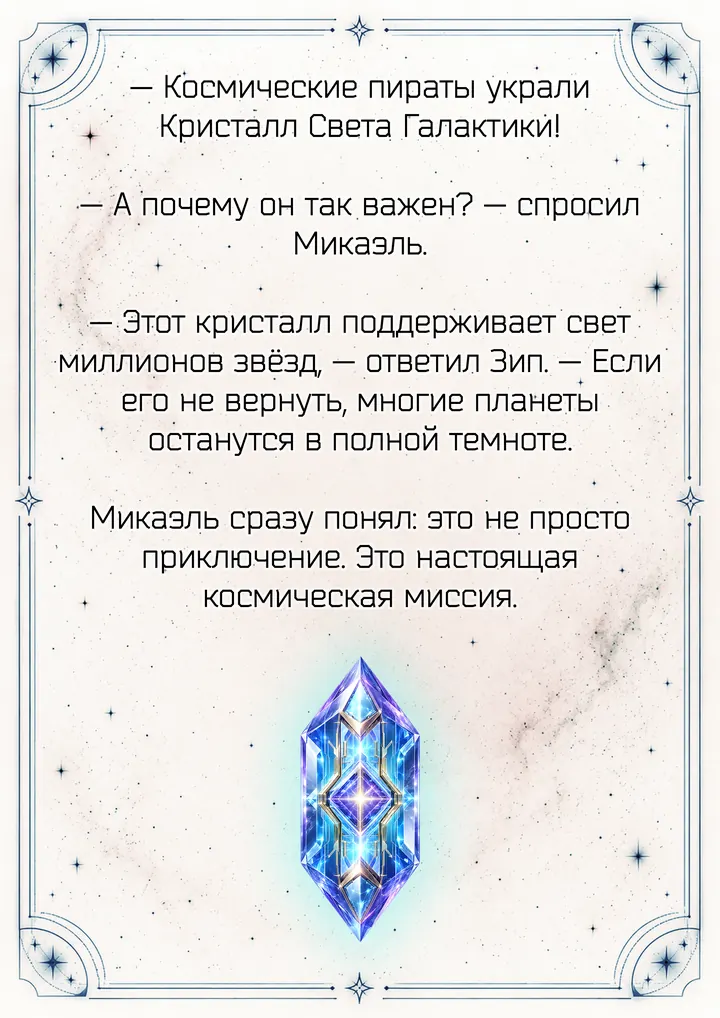 — Космические пираты украли
Кристалл Света Галактики!
— А почему он так важен? — спросил
Микаэль.
— Этот кристалл поддерживает свет
миллионов звёзд, — ответил Зип. — Если
его не вернуть, многие планеты
останутся в полной темноте.
Микаэль сразу понял: это не просто
приключение. Это настоящая
космическая миссия.